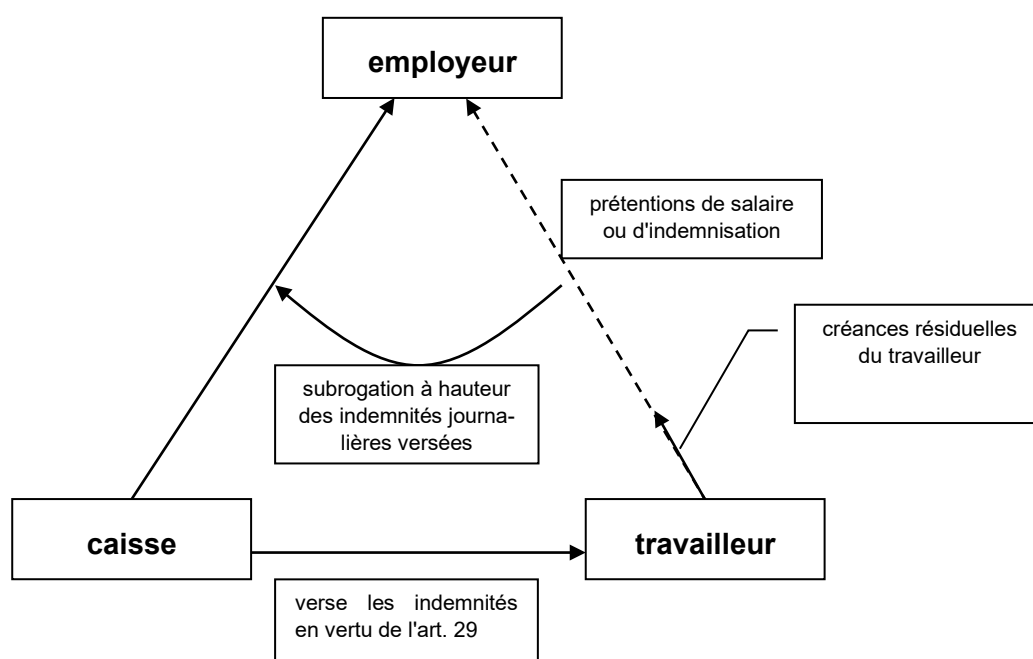 employeur
prétentions de salaire
ou d'indemnisation
créances résiduelles
du travailleur
subrogation à hauteur
des indemnités journa-
lières versées
caisse
travailleur
verse les indemnités
en vertu de l'art. 29